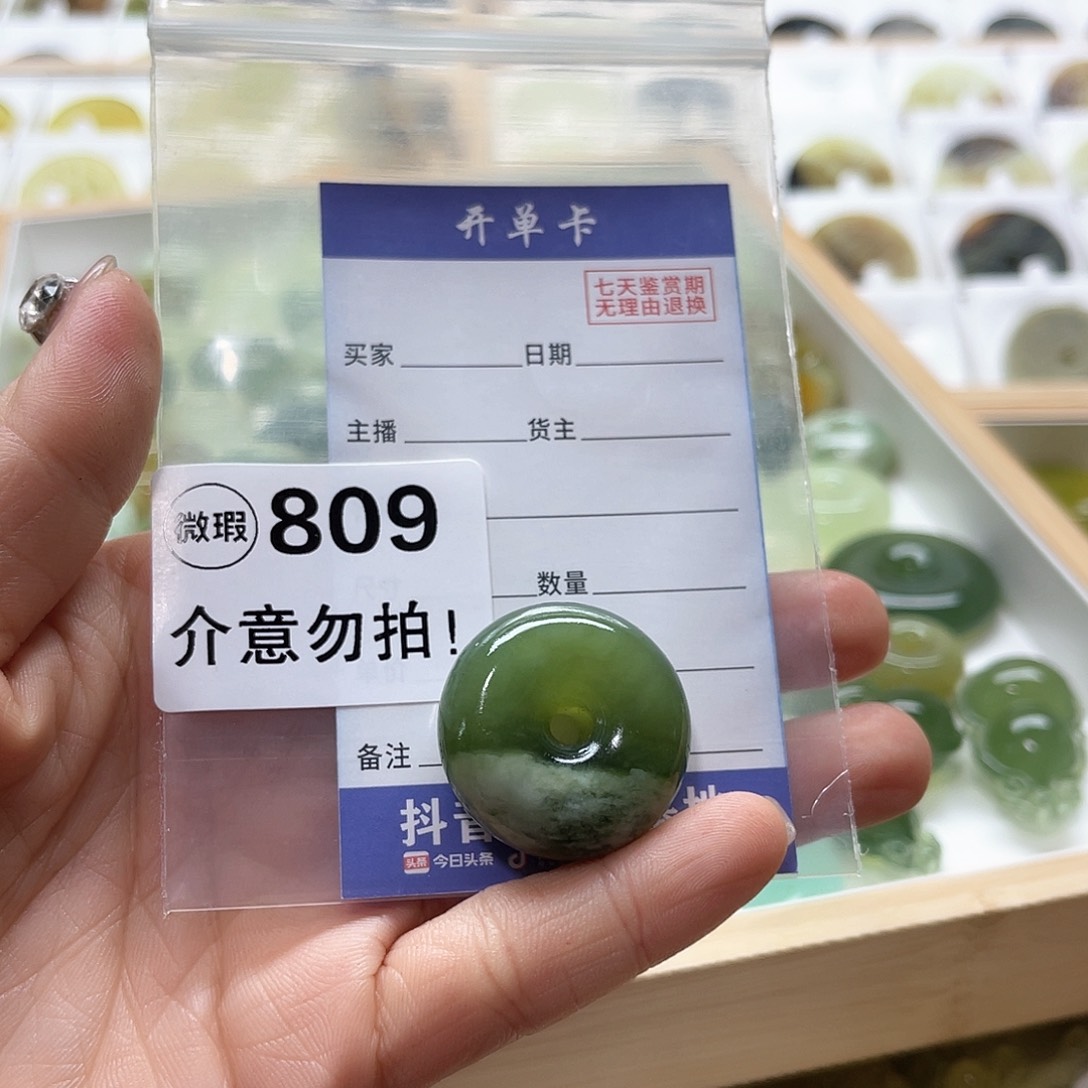 开单卡
七天鉴赏期
无理由退换
买家 日期
主播 货主
微瑕 809
介意勿拍!
数量
备注
抖音
头条 今日头条